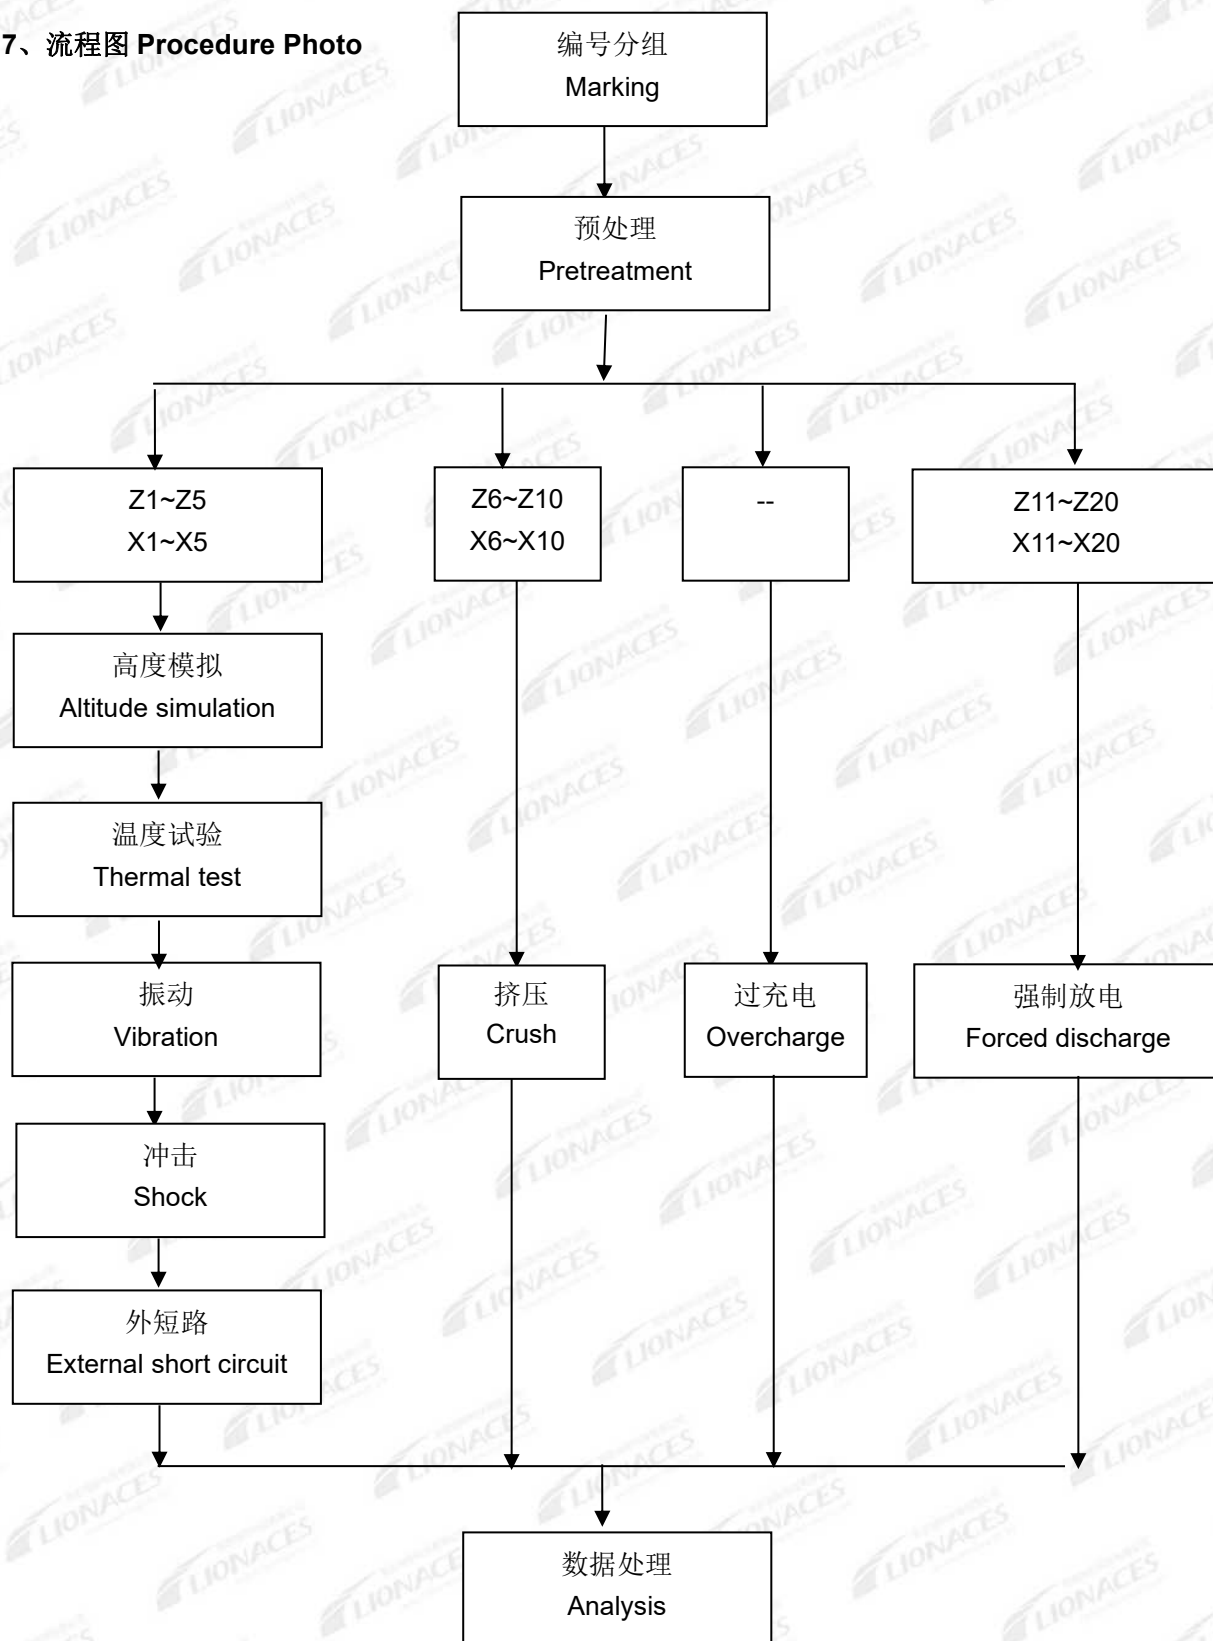 7、流程图 Procedure Photo
编号分组
Marking
预处理
Pretreatment
Z1~Z5
X1~X5
Z6~Z10
X6~X10
--
Z11~Z20
X11~X20
高度模拟
Altitude simulation
温度试验
Thermal test
振动
Vibration
挤压
Crush
过充电
Overcharge
强制放电
Forced discharge
冲击
Shock
外短路
External short circuit
数据处理
Analysis
LIONACES